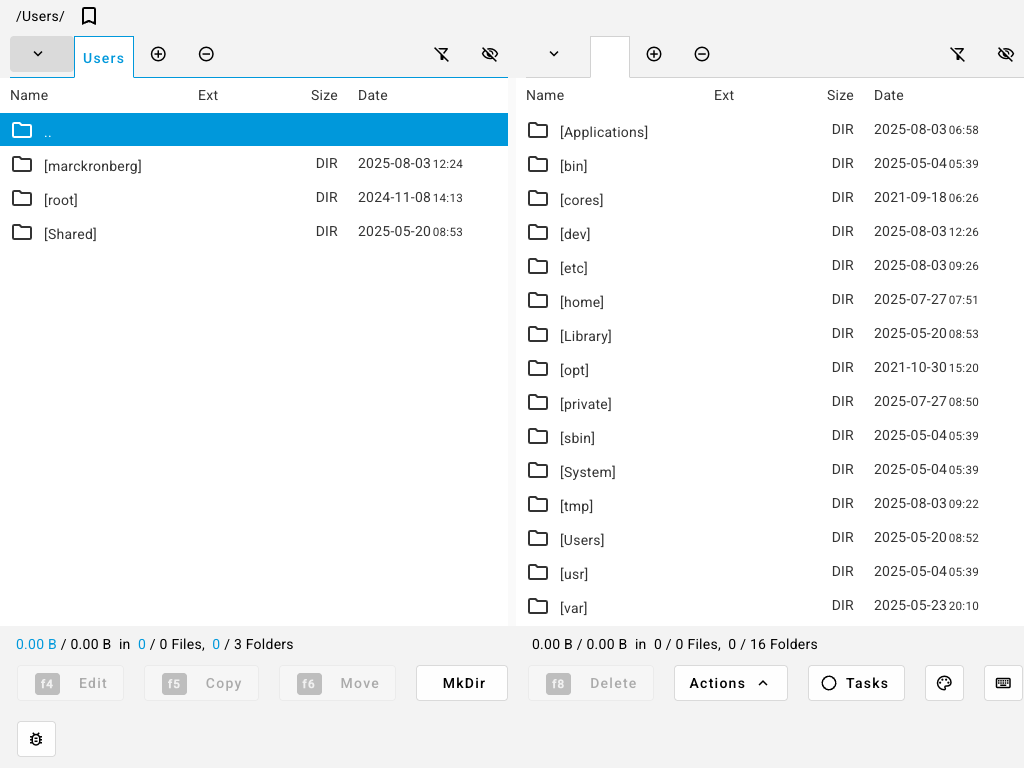 /Users/
Users
Name Ext Size Date
..
[marckronberg] DIR 2025-08-03 12:24
[root] DIR 2024-11-08 14:13
[Shared] DIR 2025-05-20 08:53
0.00 B / 0.00 B in 0 / 0 Files, 0 / 3 Folders
Name Ext Size Date
[Applications] DIR 2025-08-03 06:58
[bin] DIR 2025-05-04 05:39
[cores] DIR 2021-09-18 06:26
[dev] DIR 2025-08-03 12:26
[etc] DIR 2025-08-03 09:26
[home] DIR 2025-07-27 07:51
[Library] DIR 2025-05-20 08:53
[opt] DIR 2021-10-30 15:20
[private] DIR 2025-07-27 08:50
[sbin] DIR 2025-05-04 05:39
[System] DIR 2025-05-04 05:39
[tmp] DIR 2025-08-03 09:22
[Users] DIR 2025-05-20 08:52
[usr] DIR 2025-05-04 05:39
[var] DIR 2025-05-23 20:10
0.00 B / 0.00 B in 0 / 0 Files, 0 / 16 Folders
f4 Edit f5 Copy f6 Move MkDir f8 Delete Actions Tasks